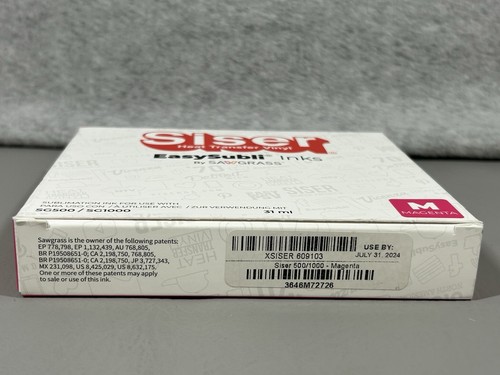 Siser
Heat Transfer Vinyl
EasySubli® Inks
By SAWGRASS®
SUBLIMATION INK FOR USE WITH
PARA USO CON / À UTILISER AVEC / ZUR VERWENDUNG MIT
SG500 / SG1000
31 ml
M
MAGENTA
Sawgrass is the owner of the following patents:
EP 778,798, EP 1,132,439, AU 768,805,
BR P19508651-0; CA 2,198,750, 768,805,
BR P19508651-0; CA 2,198,750, JP 3,727,343,
MX 231,098, US 8,425,029, US 8,632,175.
One or more of these patents may apply
to sale or use of this ink.
XSISER 609103
USE BY:
JULY 31, 2024
Siser 500/1000 - Magenta
3646M72726